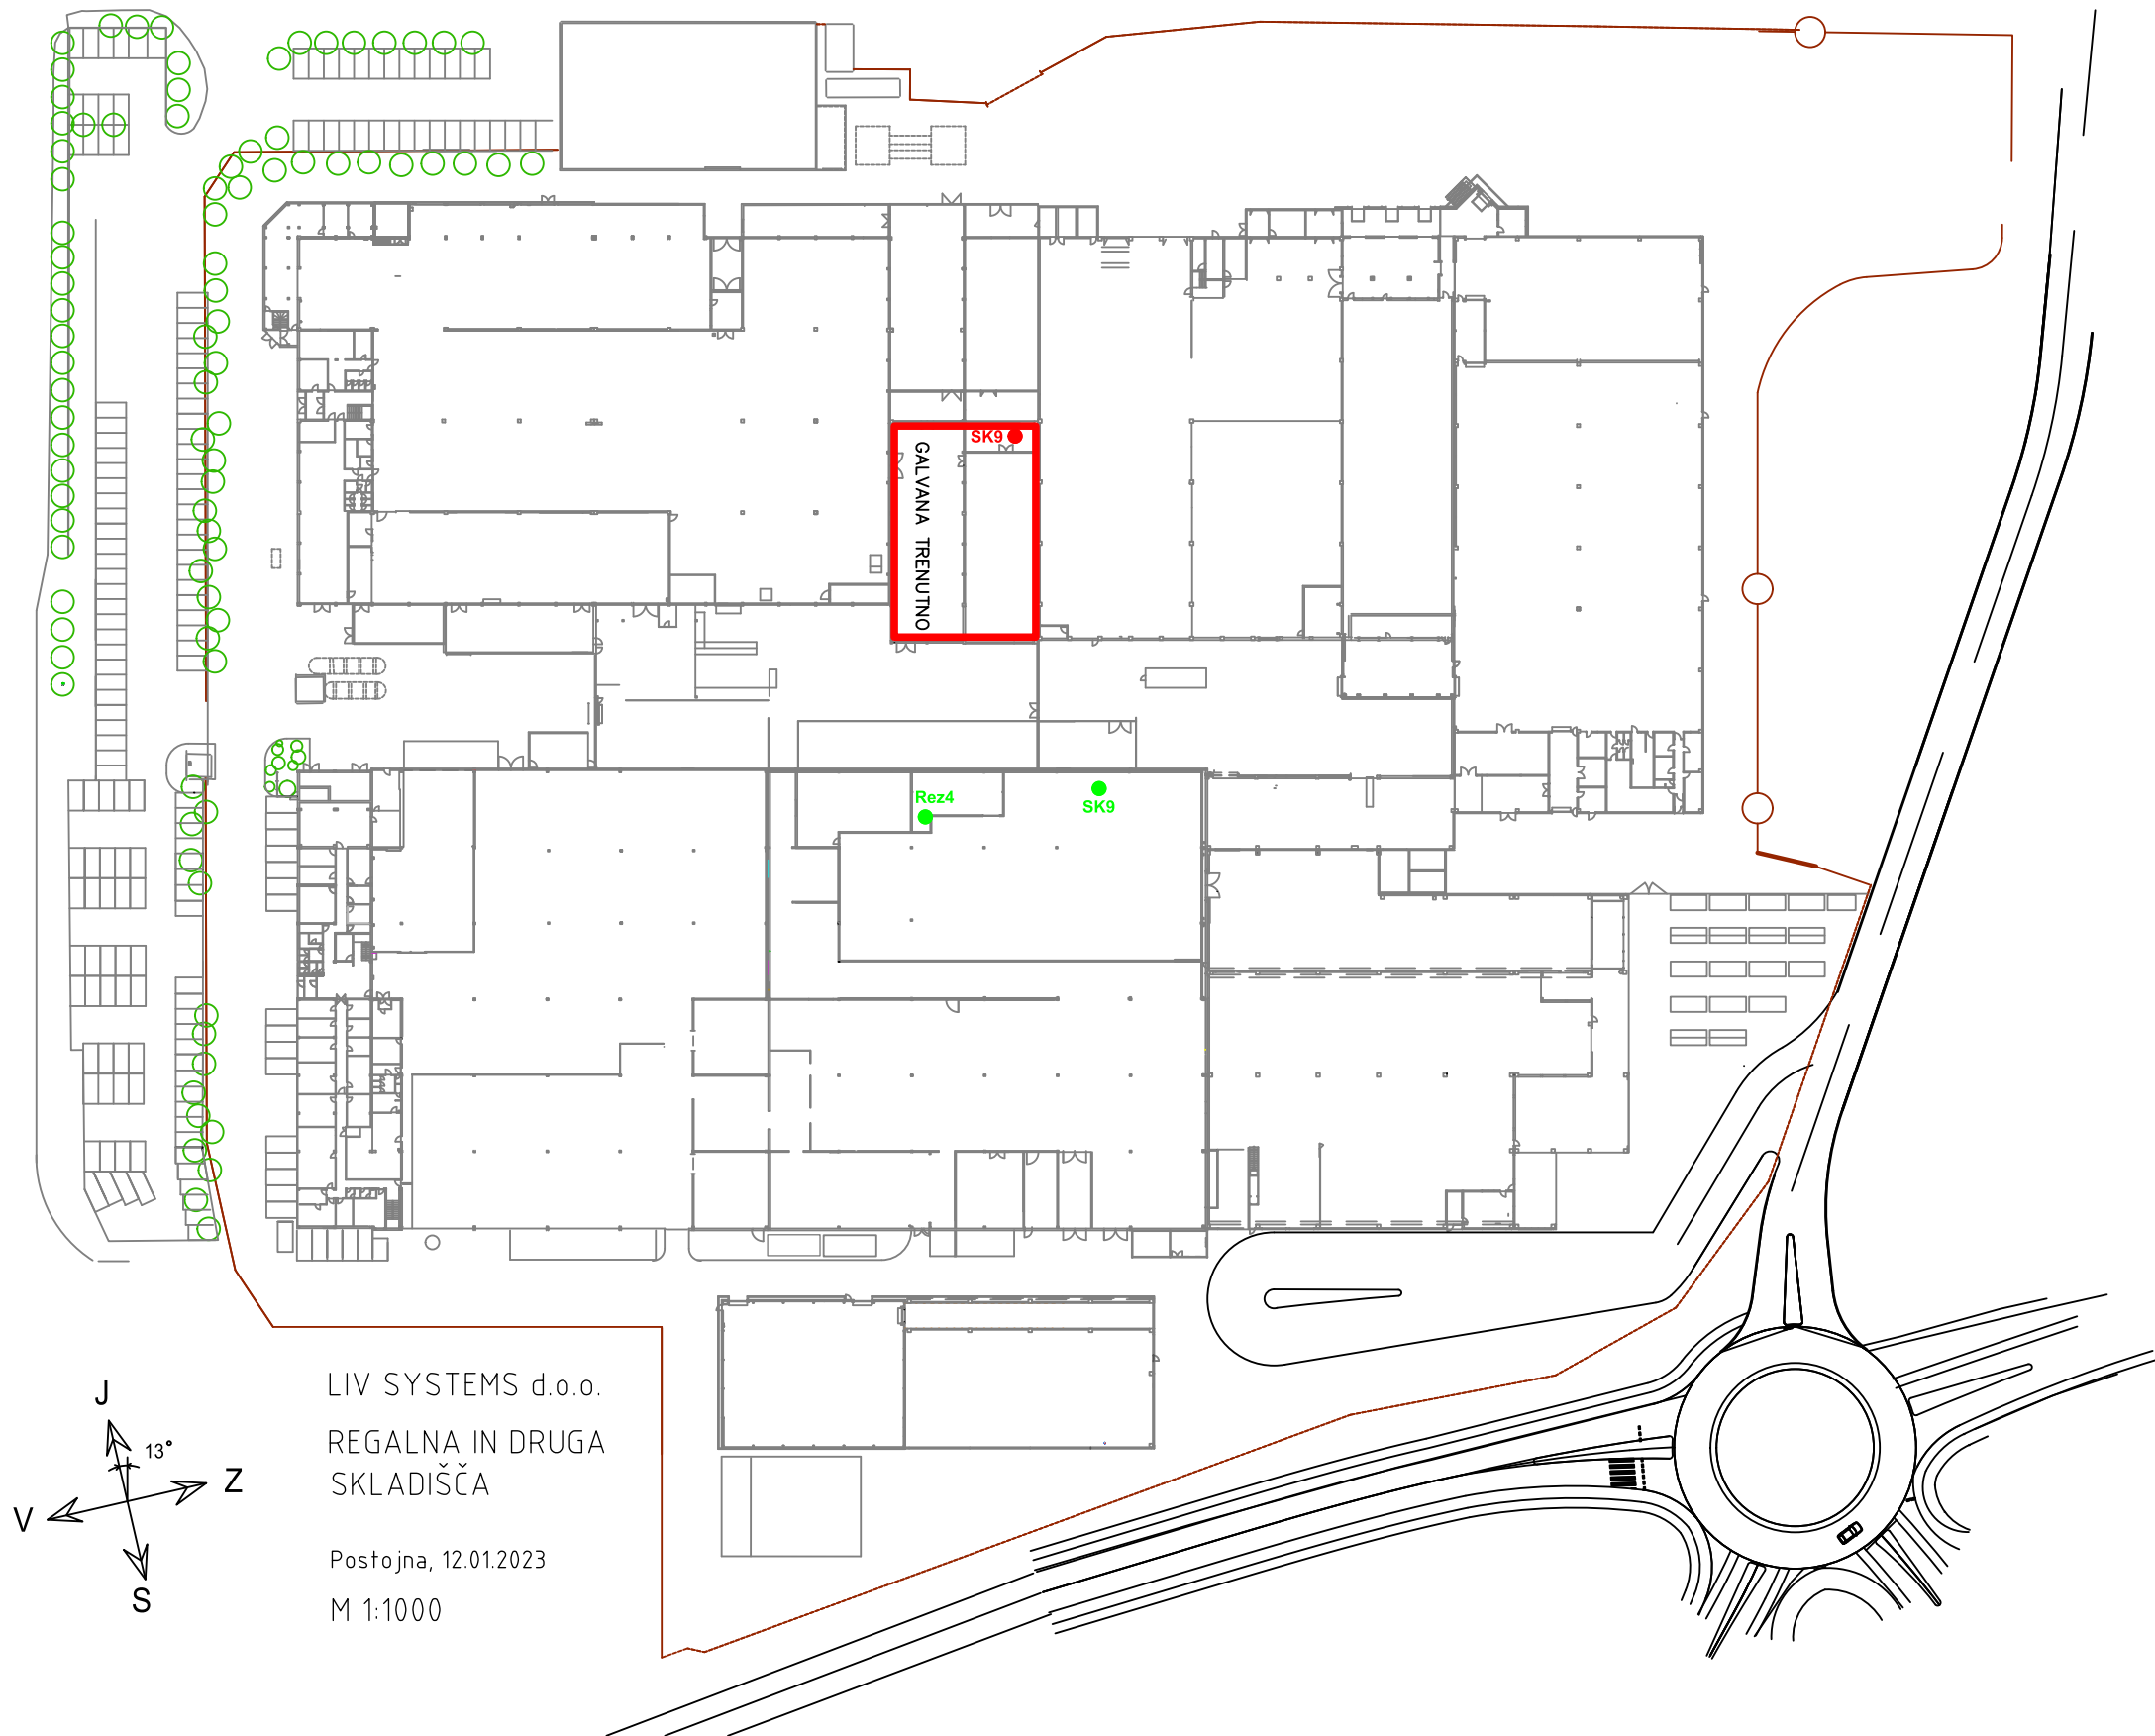 SK9
GALVANA TRENUTNO
Rez4
SK9
J
13°
Z
V
S
LIV SYSTEMS d.o.o.
REGALNA IN DRUGA
SKLADIŠČA
Postojna, 12.01.2023
M 1:1000